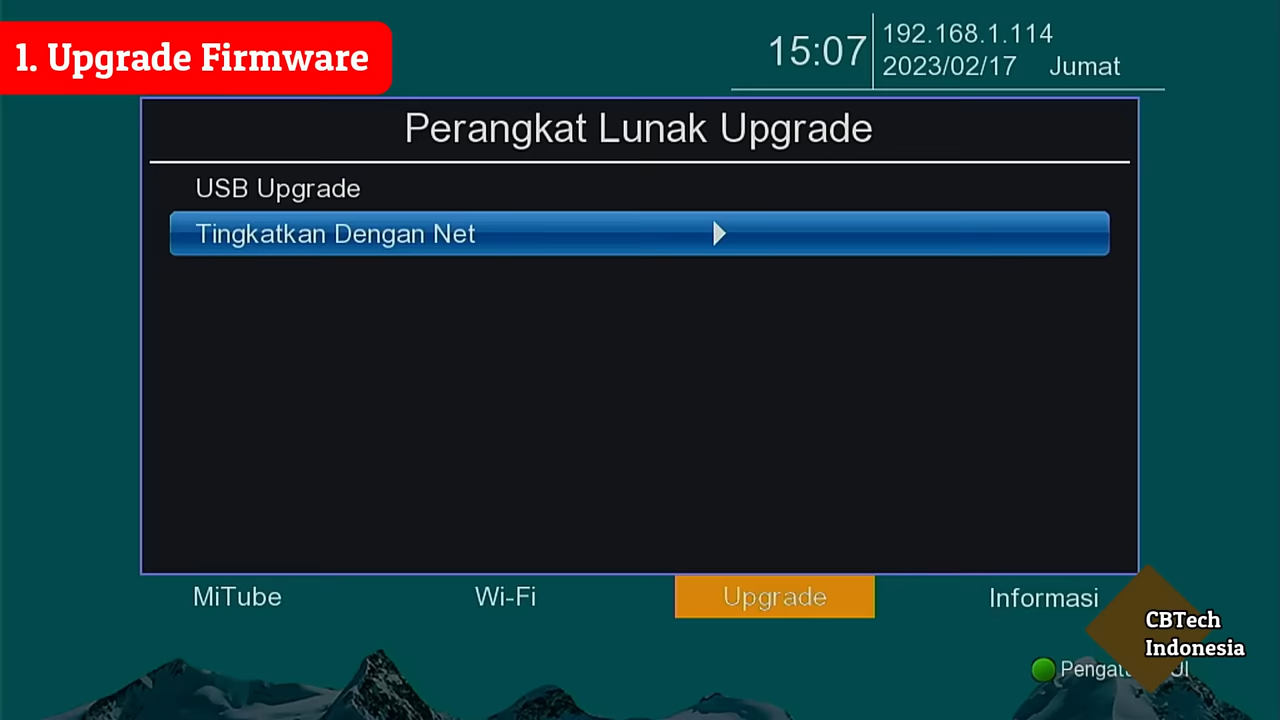 1. Upgrade Firmware
15:07
192.168.1.114
2023/02/17 Jumat
Perangkat Lunak Upgrade
USB Upgrade
Tingkatkan Dengan Net
MiTube
Wi-Fi
Upgrade
Informasi
CBTech
Indonesia